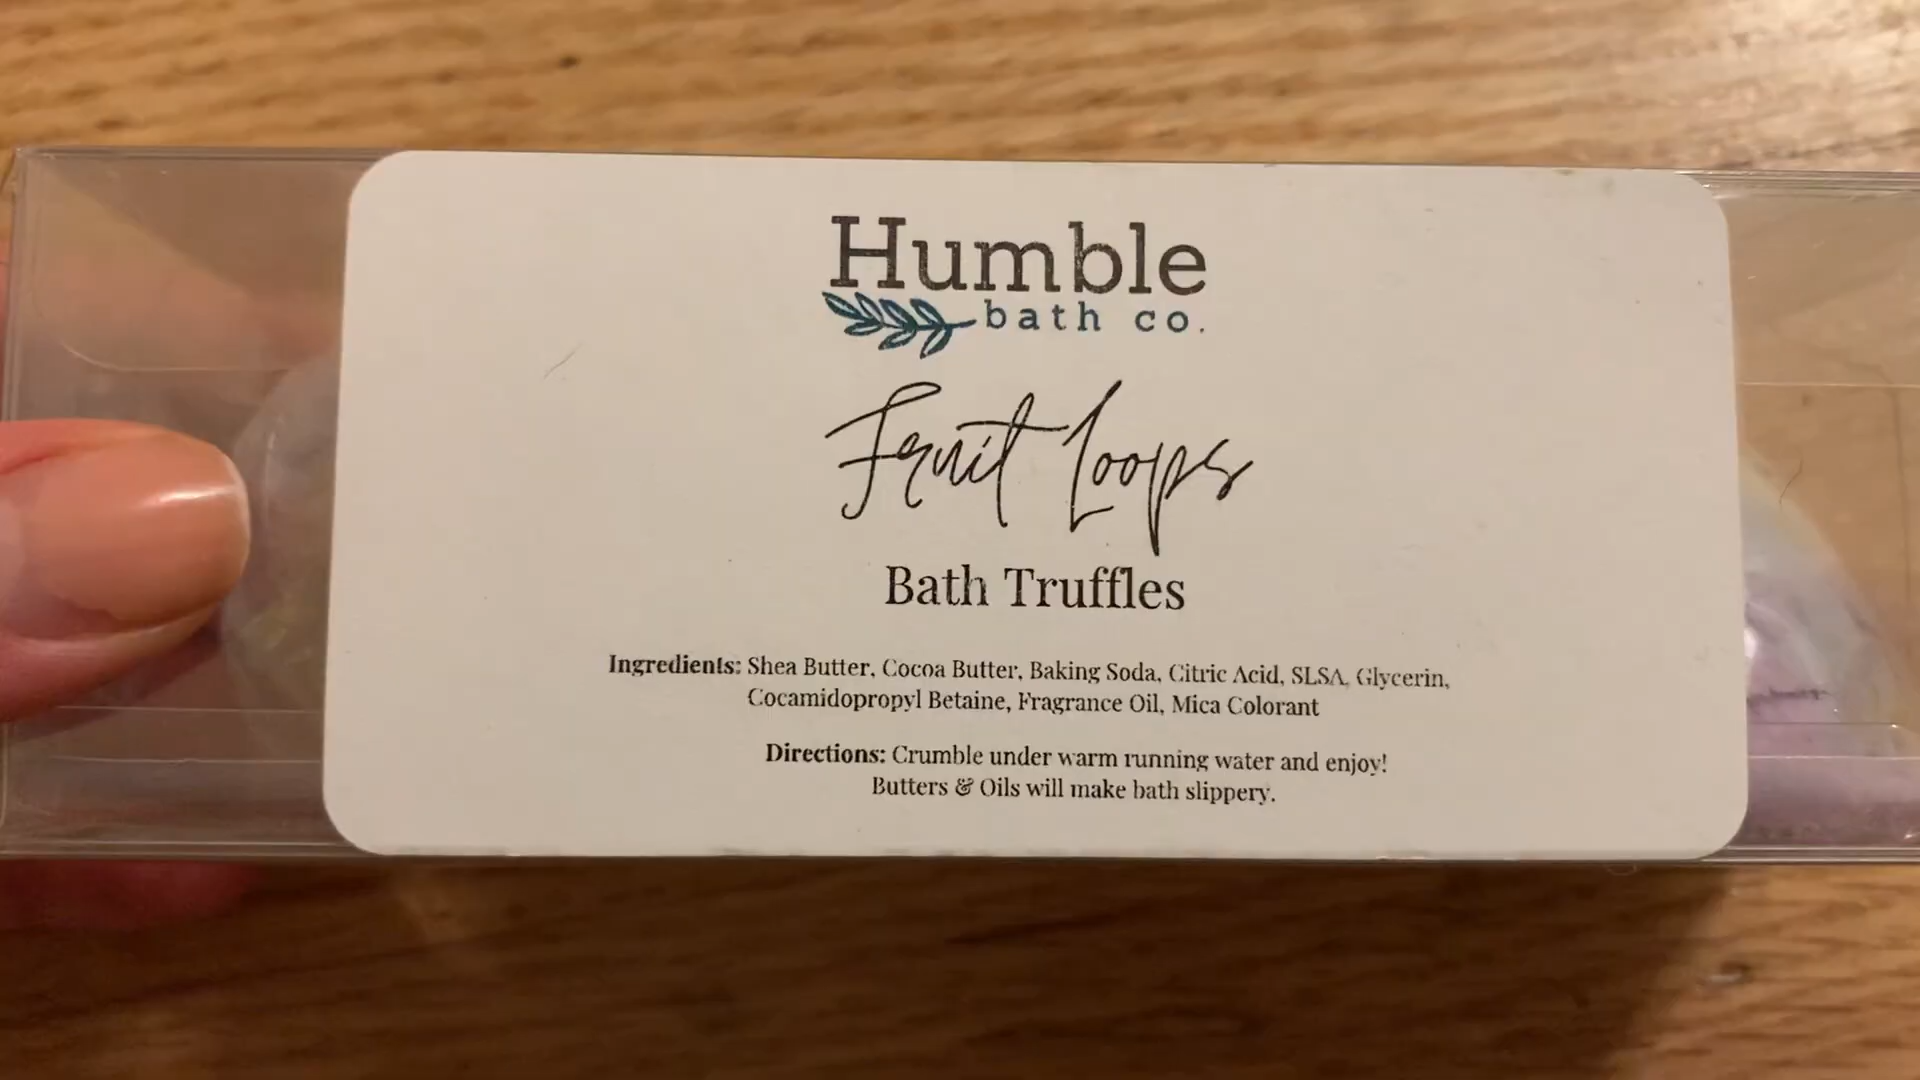 Humble
bath co.
Fruit Loops
Bath Truffles
Ingredients: Shea Butter, Cocoa Butter, Baking Soda, Citric Acid, SLSA, Glycerin,
Cocamidopropyl Betaine, Fragrance Oil, Mica Colorant
Directions: Crumble under warm running water and enjoy!
Butters & Oils will make bath slippery.